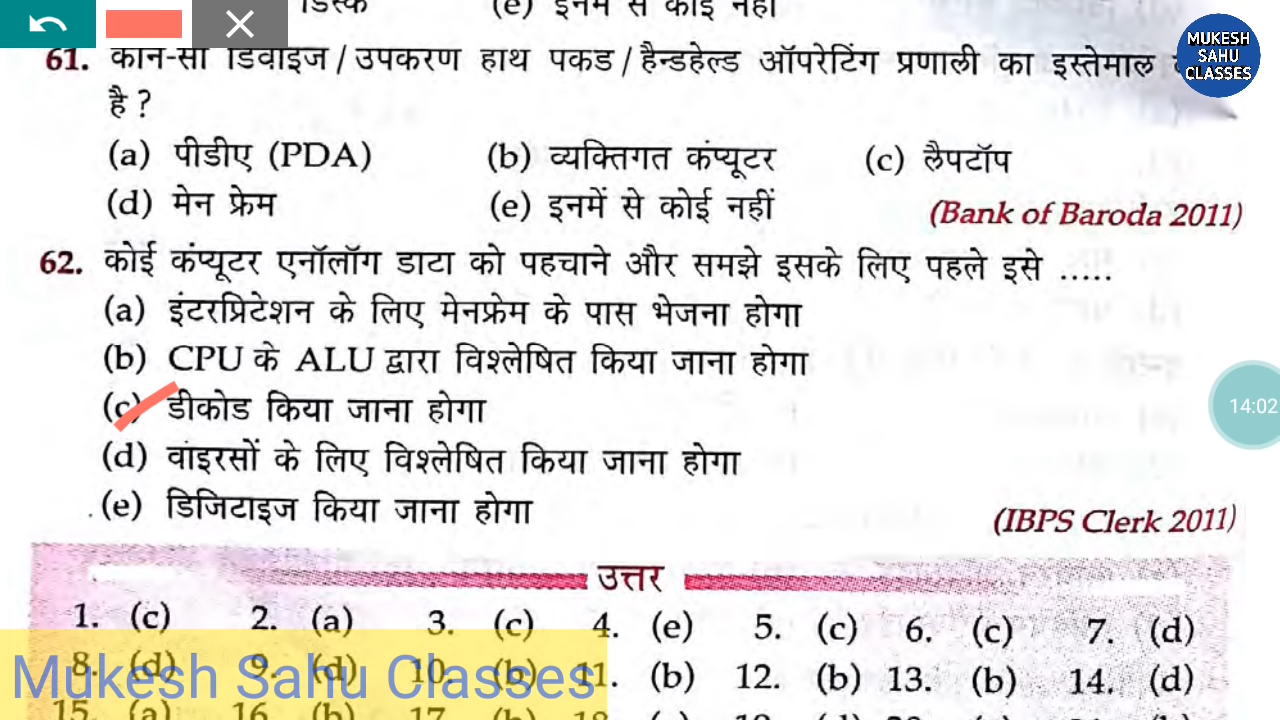 (e) इनमें से कोई नहीं
MUKESH
SAHU
CLASSES
61. कौन-सा डिवाइज / उपकरण हाथ पकड / हैन्डहेल्ड ऑपरेटिंग प्रणाली का इस्तेमाल
है ?
(a) पीडीए (PDA) (b) व्यक्तिगत कंप्यूटर (c) लैपटॉप
(d) मेन फ्रेम (e) इनमें से कोई नहीं (Bank of Baroda 2011)
62. कोई कंप्यूटर एनॉलॉग डाटा को पहचाने और समझे इसके लिए पहले इसे .....
(a) इंटरप्रिटेशन के लिए मेनफ्रेम के पास भेजना होगा
(b) CPU के ALU द्वारा विश्लेषित किया जाना होगा
(c) डीकोड किया जाना होगा
14:02
(d) वाइरसों के लिए विश्लेषित किया जाना होगा
(e) डिजिटाइज किया जाना होगा
(IBPS Clerk 2011)
उत्तर
1. (c) 2. (a) 3. (c) 4. (e) 5. (c) 6. (c) 7. (d)
8. (d) 9. (d) 10. (b) 11. (b) 12. (b) 13. (b) 14. (d)
Mukesh Sahu Classes
15. (a) 16. (b) 17. (b)